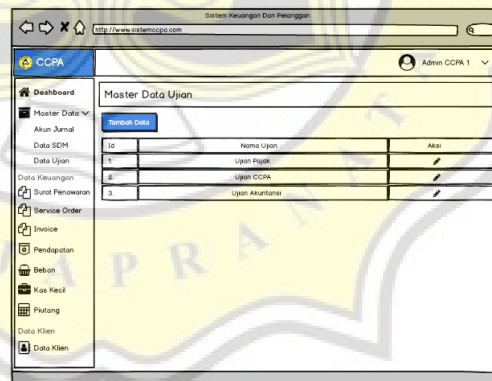 Sistem Keuangan Dan Pelanggan
http://www.sistemccpa.com
CCPA
Admin CCPA 1
Dashboard
Master Data
Akun Jurnal
Data SDM
Data Ujian
Data Keuangan
Surat Penawaran
Service Order
Invoice
Pendapatan
Beban
Kas Kecil
Piutang
Data Klien
Data Klien
Master Data Ujian
Tambah Data
Id Nama Ujian Aksi
1. Ujian Pajak
2. Ujian CCPA
3. Ujian Akuntansi
APRANAT